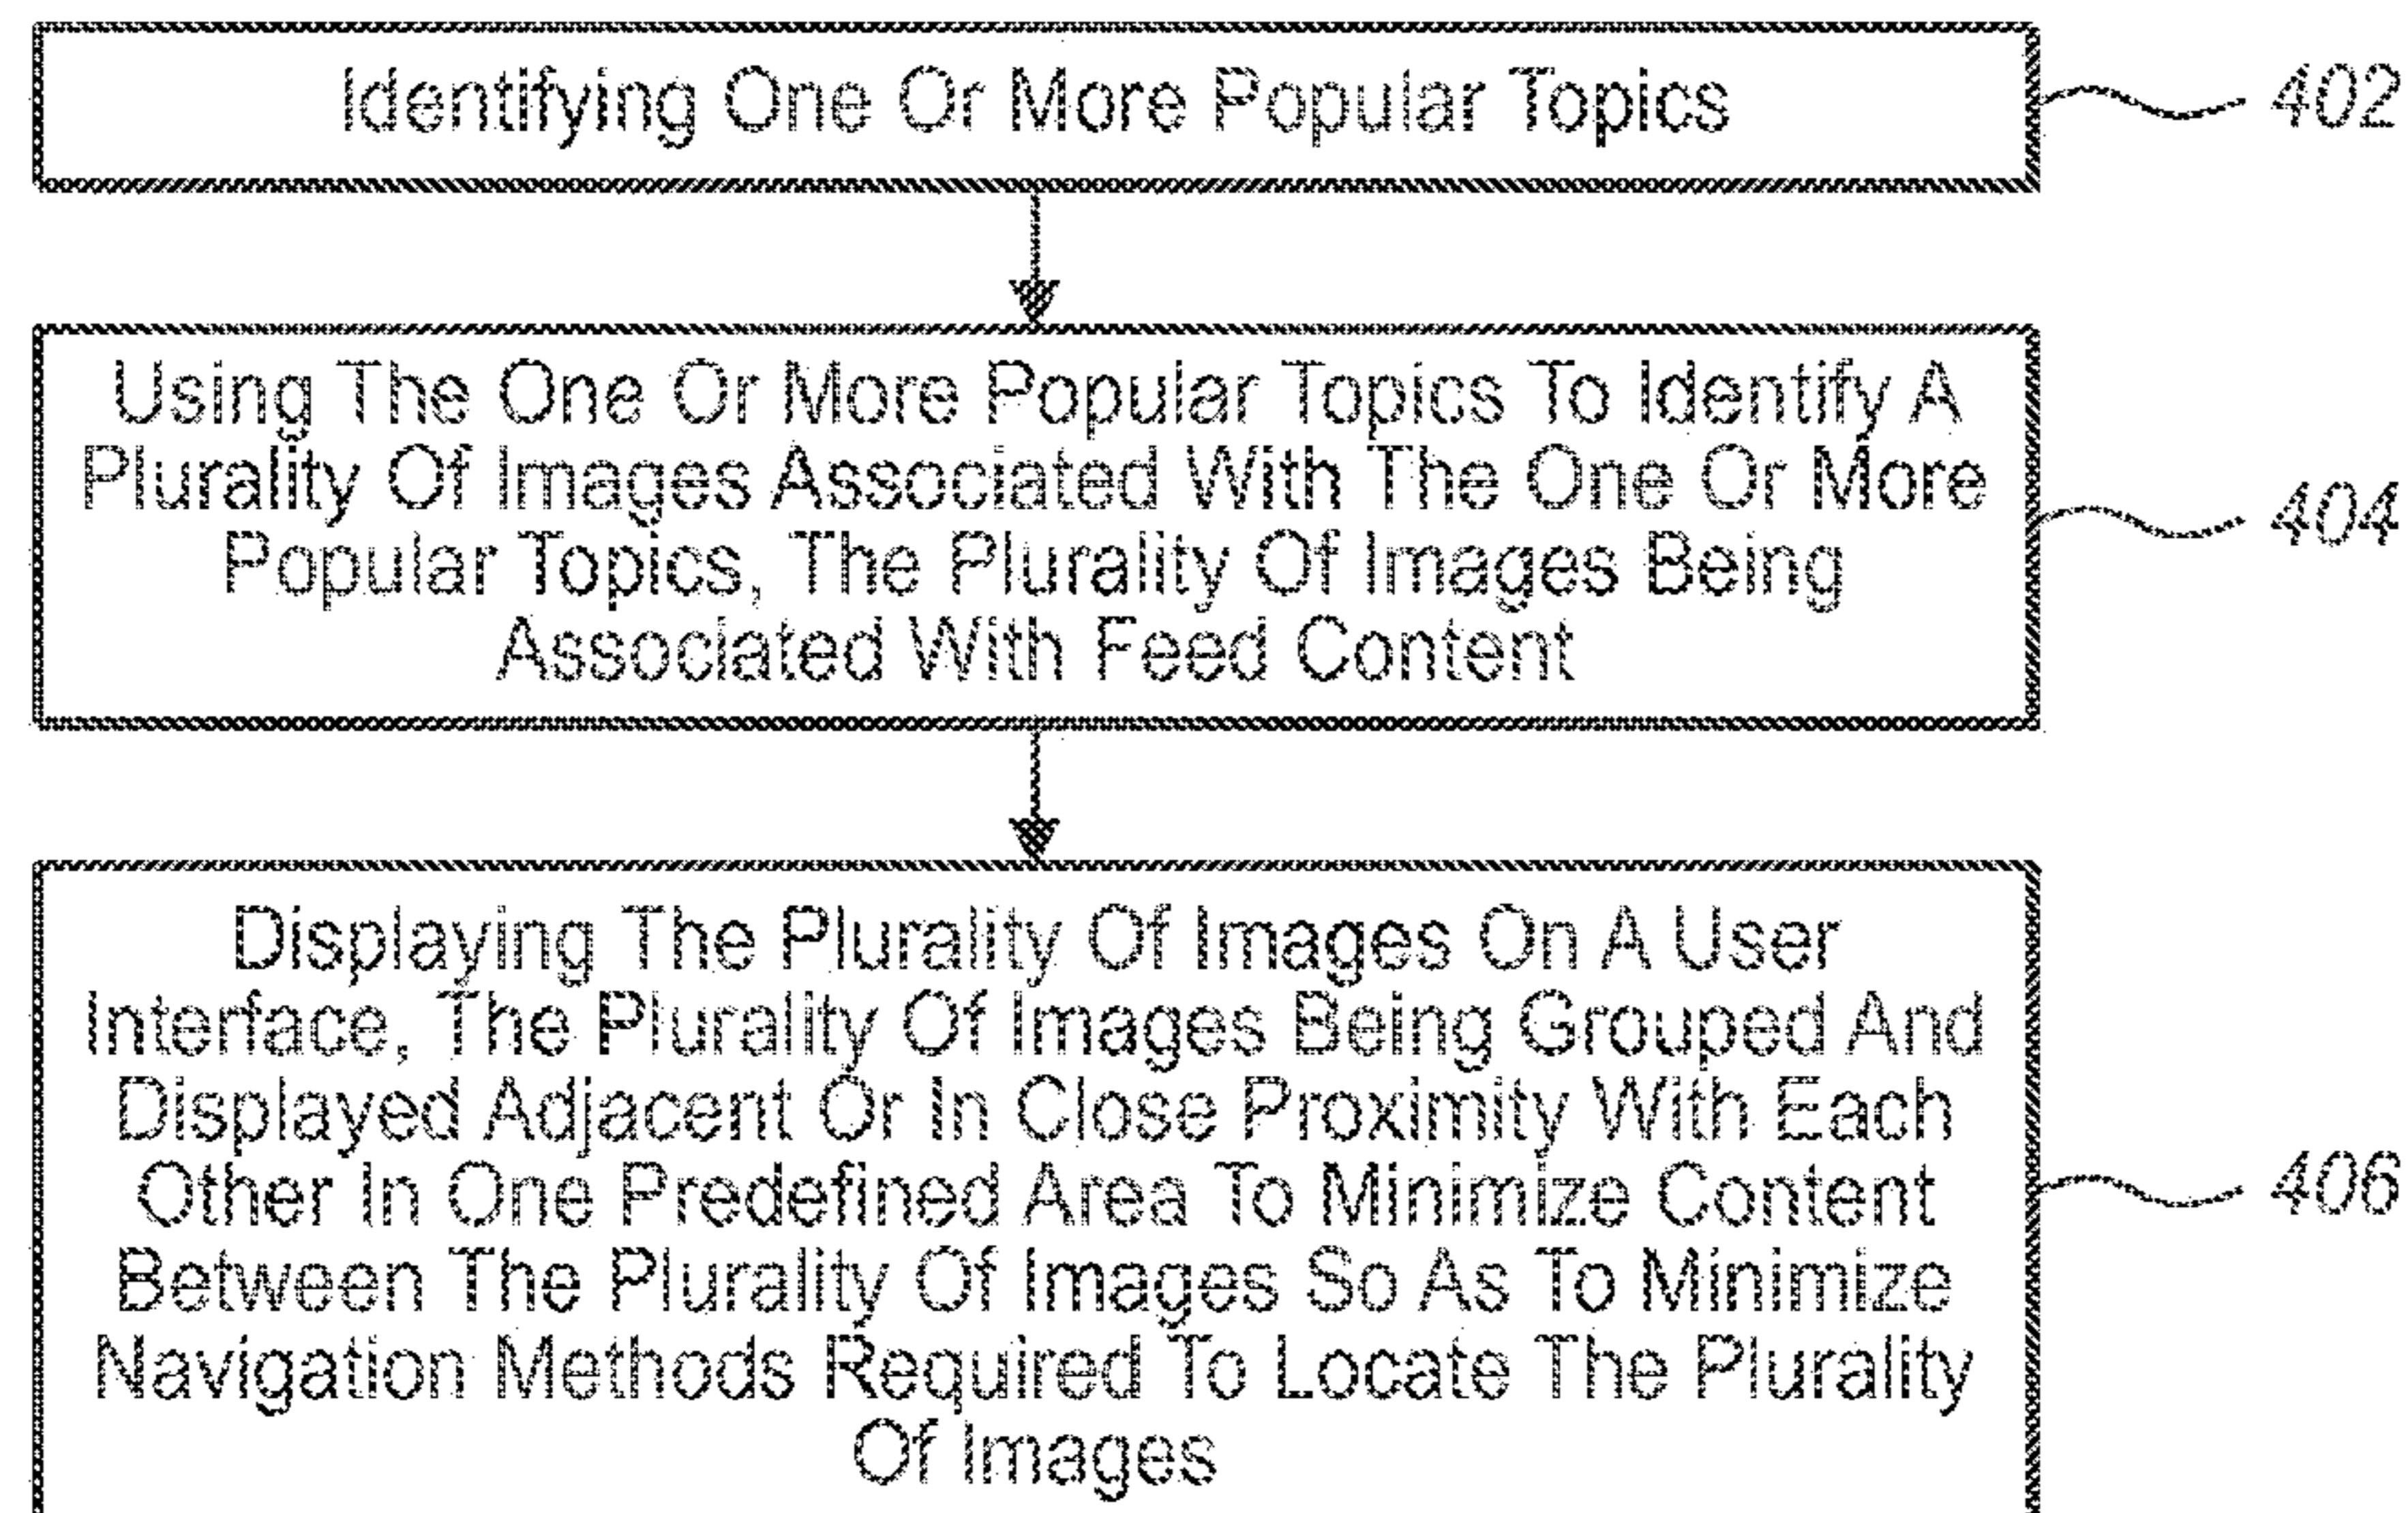 Identifying One Or More Popular Topics
402
Using The One Or More Popular Topics To Identify A
Plurality Of Images Associated With The One Or More
Popular Topics, The Plurality Of Images Being
Associated With Feed Content
404
Displaying The Plurality Of Images On A User
Interface, The Plurality Of Images Being Grouped And
Displayed Adjacent Or In Close Proximity With Each
Other In One Predefined Area To Minimize Content
Between The Plurality Of Images So As To Minimize
Navigation Methods Required To Locate The Plurality
Of Images
406